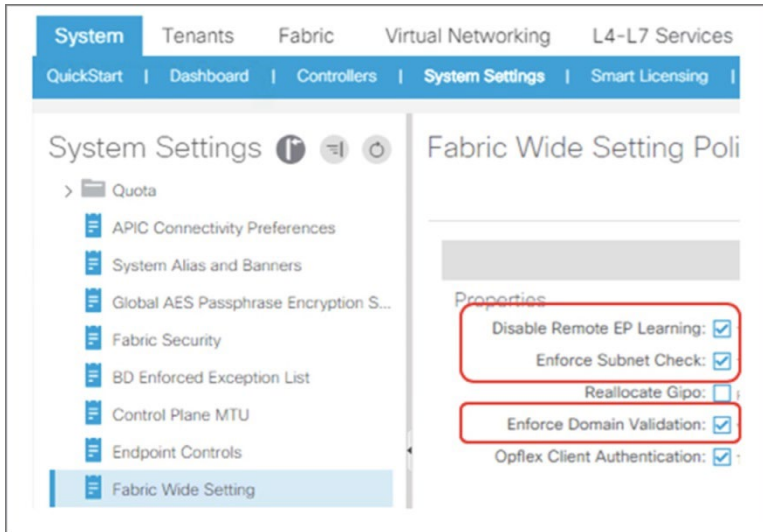 System Tenants Fabric Virtual Networking L4-L7 Services
QuickStart | Dashboard | Controllers | System Settings | Smart Licensing |
System Settings
Fabric Wide Setting Poli
> Quota
APIC Connectivity Preferences
System Alias and Banners
Global AES Passphrase Encryption S...
Fabric Security
BD Enforced Exception List
Control Plane MTU
Endpoint Controls
Fabric Wide Setting
Properties
Disable Remote EP Learning:
Enforce Subnet Check:
Reallocate Gipo:
Enforce Domain Validation:
Opflex Client Authentication: